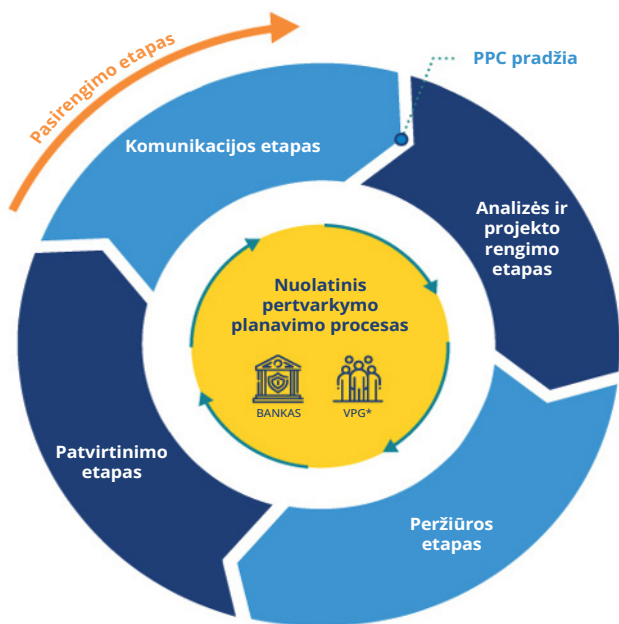 Pasirengimo etapas
PPC pradžia
Komunikacijos etapas
Analizės ir
projekto
rengimo
etapas
Nuolatinis
pertvarkymo
planavimo procesas
BANKAS
VPG*
Patvirtinimo
etapas
Peržiūros
etapas